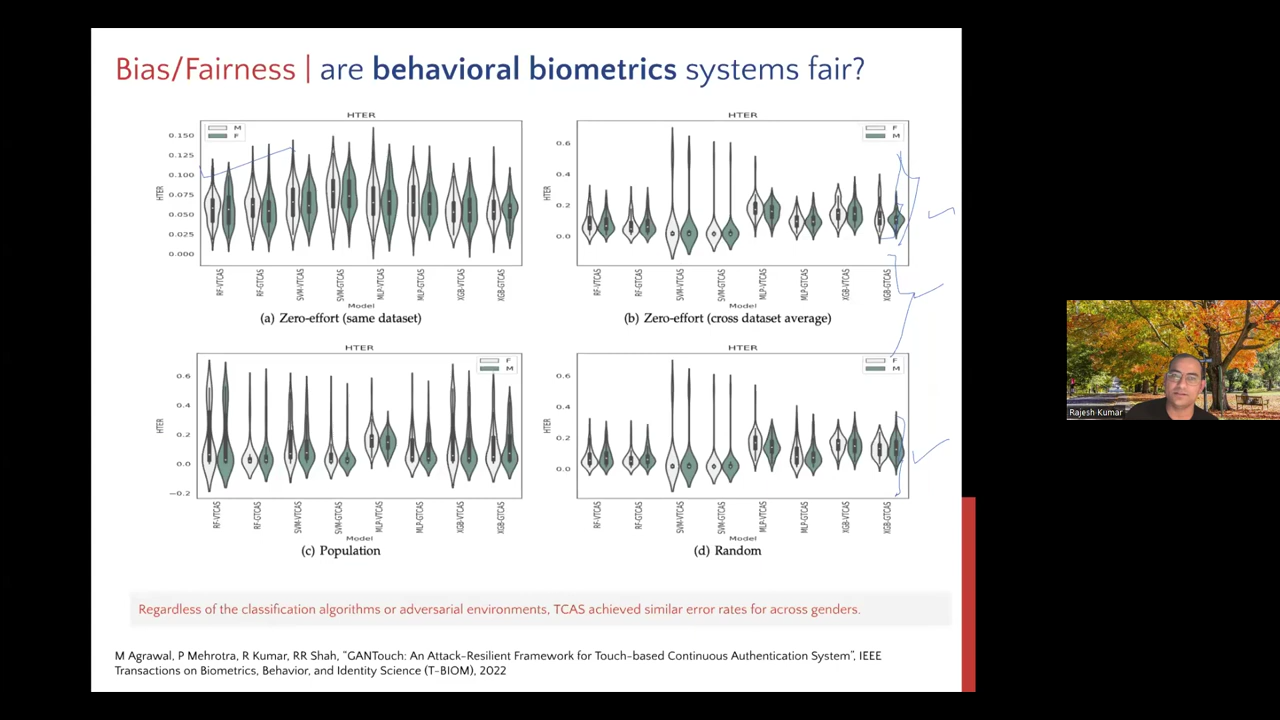 Bias/Fairness | are behavioral biometrics systems fair?
HTER
M
F
0.150
0.125
0.100
0.075
0.050
0.025
0.000
HTER
RF-VTCAS
RF-GTCAS
SVM-VTCAS
SVM-GTCAS
MLP-VTCAS
MLP-GTCAS
XGB-VTCAS
XGB-GTCAS
Model
(a) Zero-effort (same dataset)
HTER
F
M
0.6
0.4
0.2
0.0
HTER
RF-VTCAS
RF-GTCAS
SVM-VTCAS
SVM-GTCAS
MLP-VTCAS
MLP-GTCAS
XGB-VTCAS
XGB-GTCAS
Model
(b) Zero-effort (cross dataset average)
HTER
F
M
0.6
0.4
0.2
0.0
−0.2
HTER
RF-VTCAS
RF-GTCAS
SVM-VTCAS
SVM-GTCAS
MLP-VTCAS
MLP-GTCAS
XGB-VTCAS
XGB-GTCAS
Model
(c) Population
HTER
F
M
0.6
0.4
0.2
0.0
HTER
RF-VTCAS
RF-GTCAS
SVM-VTCAS
SVM-GTCAS
MLP-VTCAS
MLP-GTCAS
XGB-VTCAS
XGB-GTCAS
Model
(d) Random
Regardless of the classification algorithms or adversarial environments, TCAS achieved similar error rates for across genders.
M Agrawal, P Mehrotra, R Kumar, RR Shah, "GANTouch: An Attack-Resilient Framework for Touch-based Continuous Authentication System", IEEE
Transactions on Biometrics, Behavior, and Identity Science (T-BIOM), 2022
Rajesh Kumar